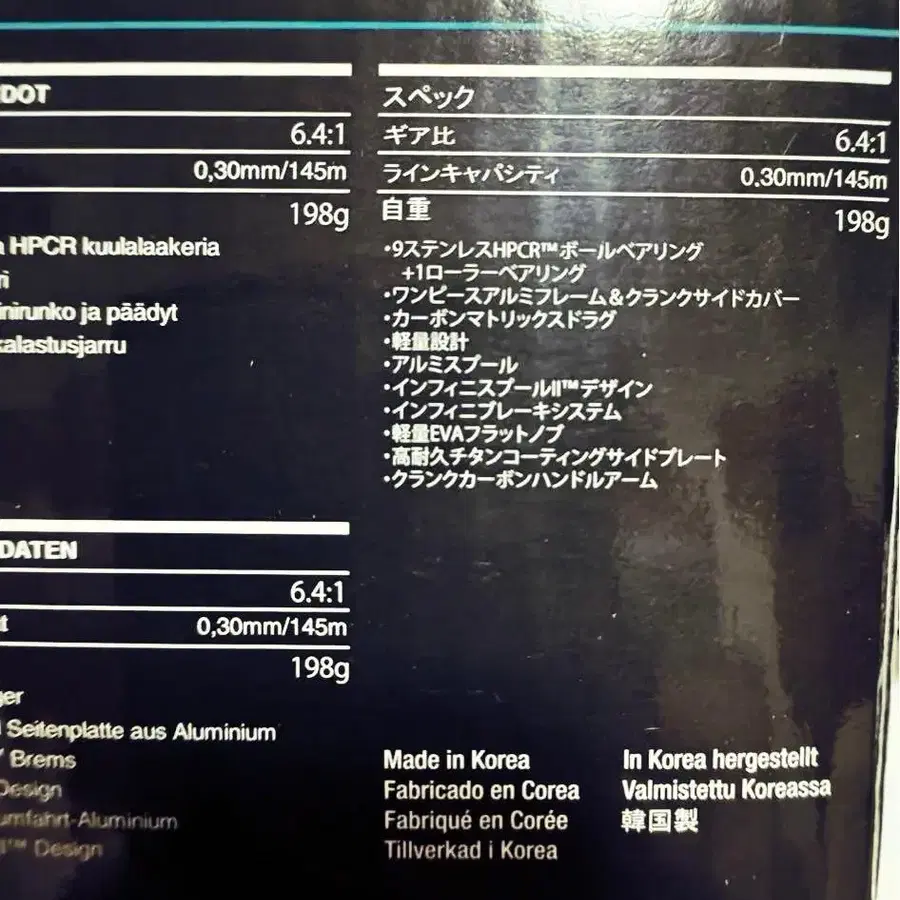 DOT
6.4:1
0,30mm/145m
198g
HPCR kuulalaakeria
ja päädyt
スペック
ギア比 6.4:1
ラインキャパシティ 0.30mm/145m
自重 198g
・9ステンレスHPCR™ボールベアリング
+1ローラーベアリング
・ワンピースアルミフレーム＆クランクサイドカバー
・カーボンマトリックスドラグ
・軽量設計
・アルミスプール
・インフィニスプールII™デザイン
・インフィニブレーキシステム
・軽量EVAフラットノブ
・高耐久チタンコーティングサイドプレート
・クランクカーボンハンドルアーム
DATEN
6.4:1
0,30mm/145m
198g
Seitenplatte aus Aluminium
Brems
Design
umfahrt-Aluminium
™ Design
Made in Korea
Fabricado en Corea
Fabriqué en Corée
Tillverkad i Korea
In Korea hergestellt
Valmistettu Koreassa
韓国製